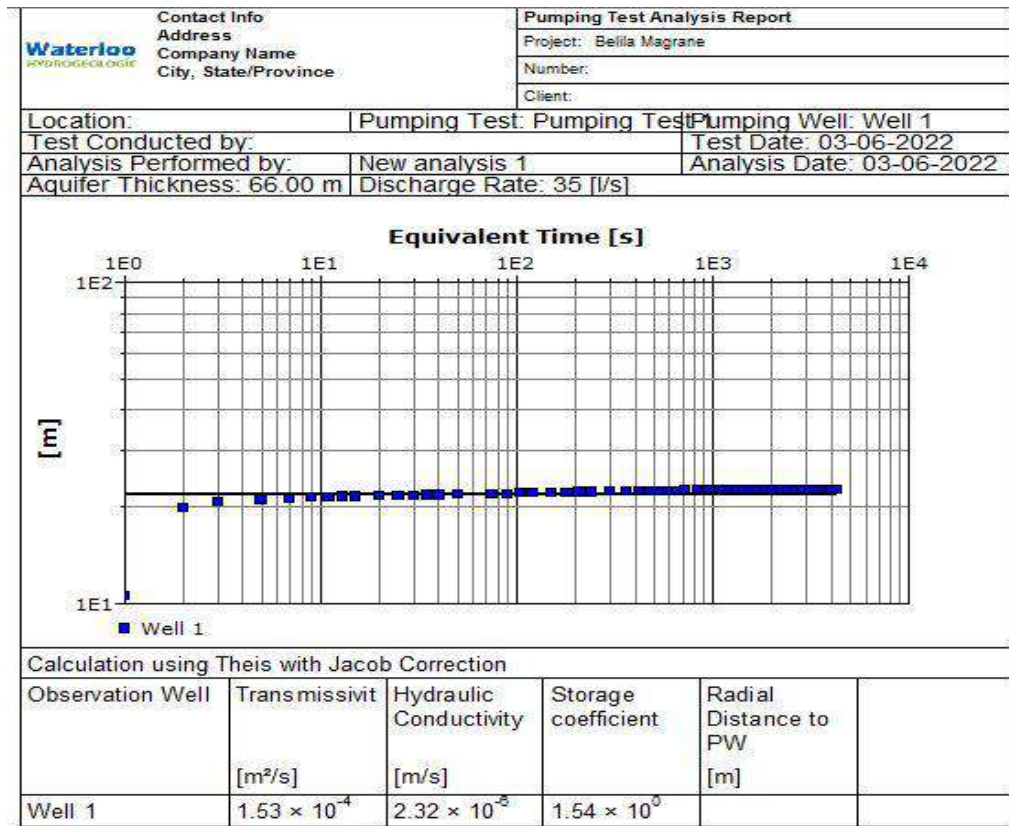 Waterloo
HYDROGEOLOGIC
Contact Info
Address
Company Name
City, State/Province
Pumping Test Analysis Report
Project: Belila Magrane
Number:
Client:
Location: Pumping Test: Pumping Test 1 Pumping Well: Well 1
Test Conducted by: Test Date: 03-06-2022
Analysis Performed by: New analysis 1 Analysis Date: 03-06-2022
Aquifer Thickness: 66.00 m Discharge Rate: 35 [l/s]
Equivalent Time [s]
1E0 1E1 1E2 1E3 1E4
1E2
[m]
1E1
Well 1
Calculation using Theis with Jacob Correction
Observation Well Transmissivit Hydraulic Conductivity Storage coefficient Radial Distance to PW
[m²/s] [m/s] [m]
Well 1 1.53 × 10⁻⁴ 2.32 × 10⁻⁶ 1.54 × 10⁰